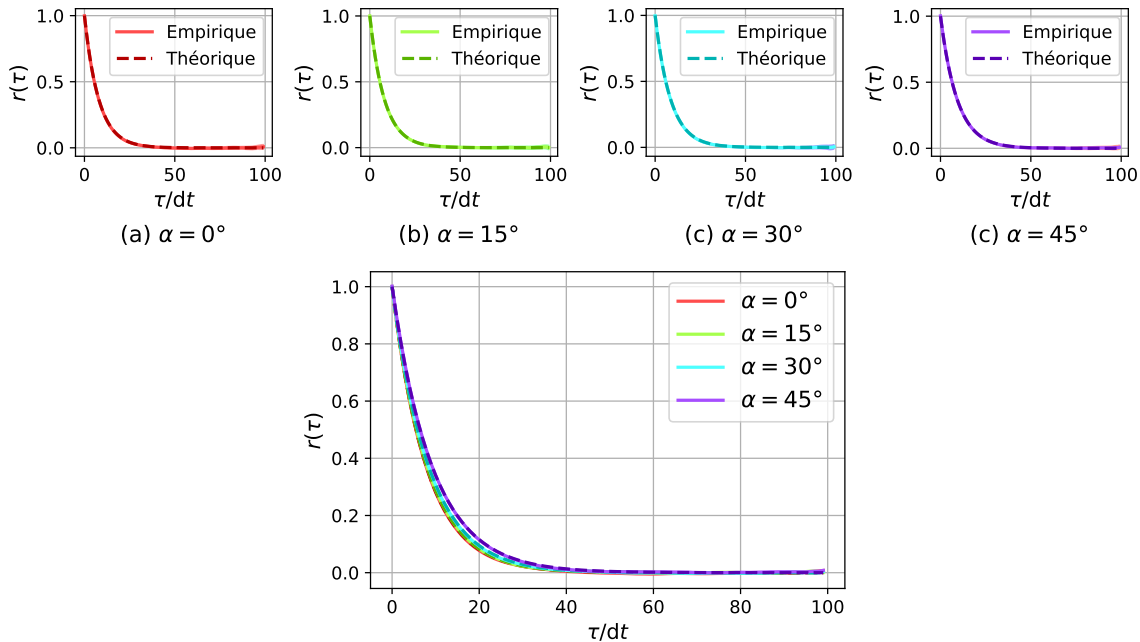 1.0
0.5
0.0
r(τ)
Empirique
Théorique
0 50 100
τ/dt
(a) α = 0°
1.0
0.5
0.0
r(τ)
Empirique
Théorique
0 50 100
τ/dt
(b) α = 15°
1.0
0.5
0.0
r(τ)
Empirique
Théorique
0 50 100
τ/dt
(c) α = 30°
1.0
0.5
0.0
r(τ)
Empirique
Théorique
0 50 100
τ/dt
(c) α = 45°
1.0
0.8
0.6
0.4
0.2
0.0
r(τ)
α = 0°
α = 15°
α = 30°
α = 45°
0 20 40 60 80 100
τ/dt